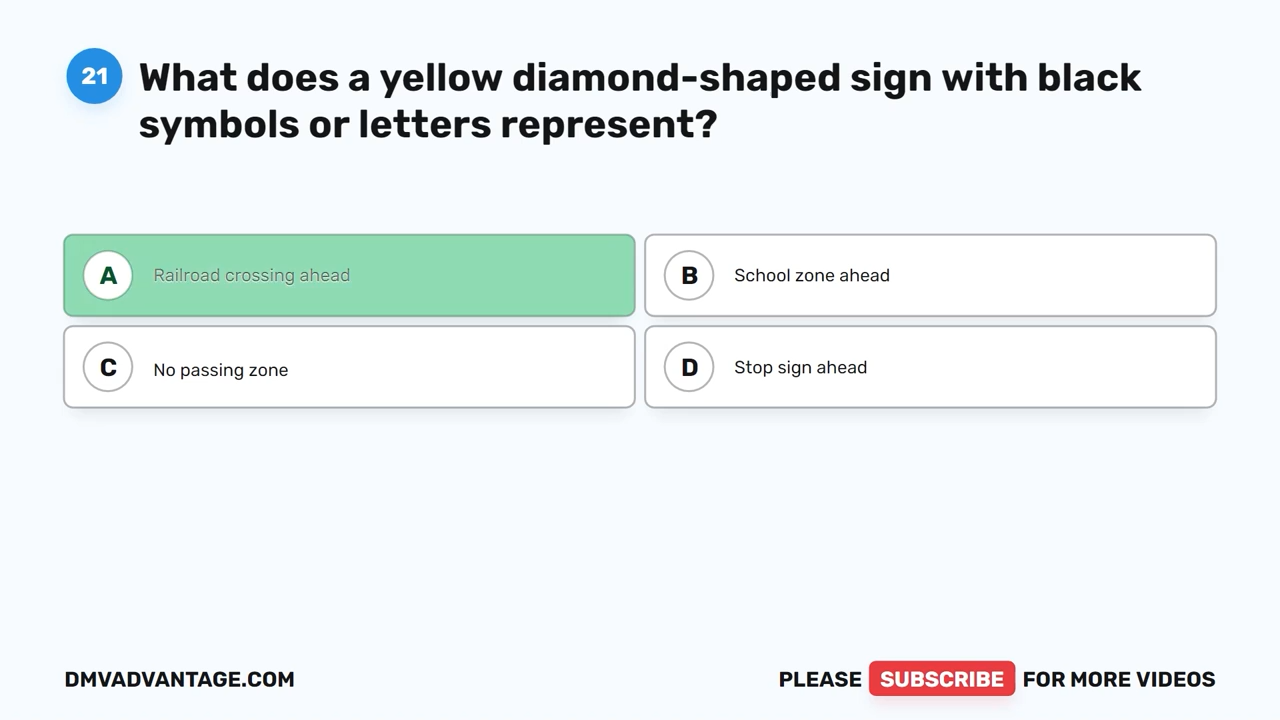 21
What does a yellow diamond-shaped sign with black
symbols or letters represent?
A Railroad crossing ahead
B School zone ahead
C No passing zone
D Stop sign ahead
DMVADVANTAGE.COM
PLEASE SUBSCRIBE FOR MORE VIDEOS